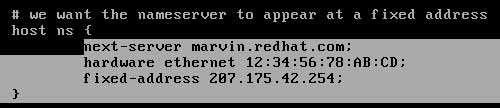 # we want the nameserver to appear at a fixed address
host ns {
next-server marvin.redhat.com;
hardware ethernet 12:34:56:78:AB:CD;
fixed-address 207.175.42.254;
}